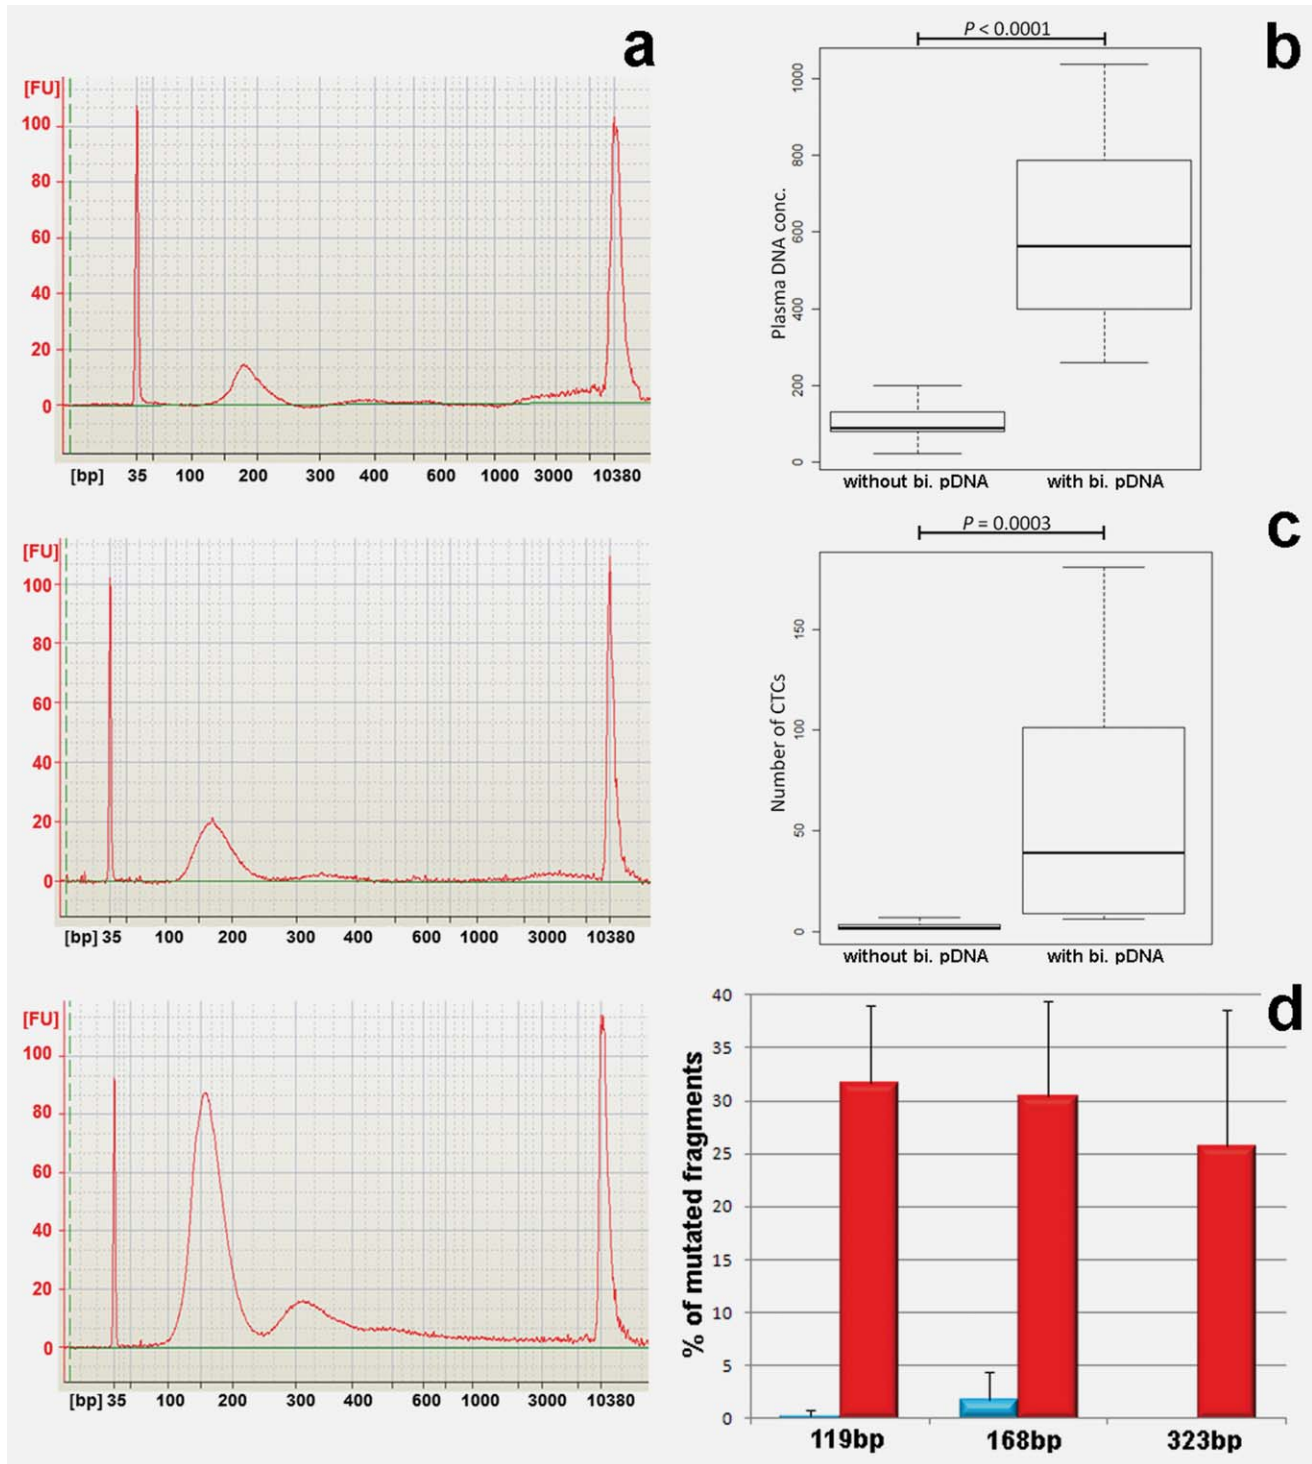 a
[FU]
100
80
60
40
20
0
[bp] 35 100 200 300 400 600 1000 3000 10380
[FU]
100
80
60
40
20
0
[bp] 35 100 200 300 400 600 1000 3000 10380
[FU]
100
80
60
40
20
0
[bp] 35 100 200 300 400 600 1000 3000 10380
b
P < 0.0001
Plasma DNA conc.
1000
800
600
400
200
0
without bi. pDNA with bi. pDNA
c
P = 0.0003
Number of CTCs
150
100
50
0
without bi. pDNA with bi. pDNA
d
% of mutated fragments
40
35
30
25
20
15
10
5
0
119bp 168bp 323bp